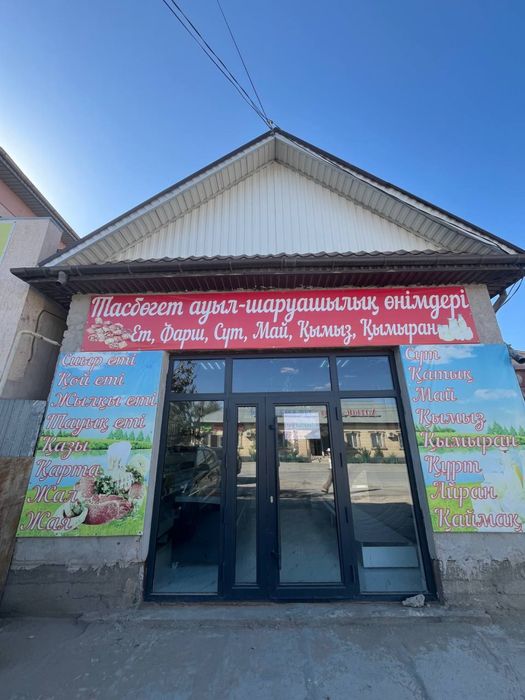 Тасбөгет ауыл-шаруашылық өнімдері
Ет, Фарш, Сүт, Май, Қымыз, Қымыран
Сиыр еті
Қой еті
Жылқы еті
Тауық еті
Қазы
Қарта
Жал
Жая
Сүт
Қатық
Май
Қымыз
Қымыран
Құрт
Айран
Қаймақ